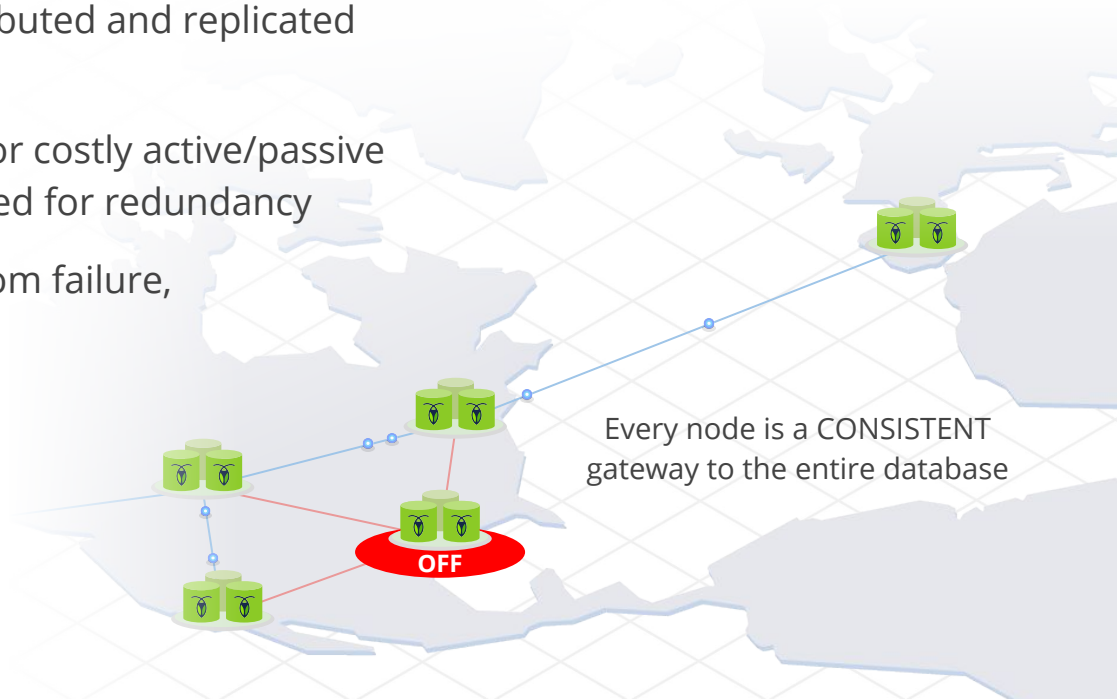 buted and replicated
or costly active/passive
ed for redundancy
om failure,
Every node is a CONSISTENT
gateway to the entire database
OFF